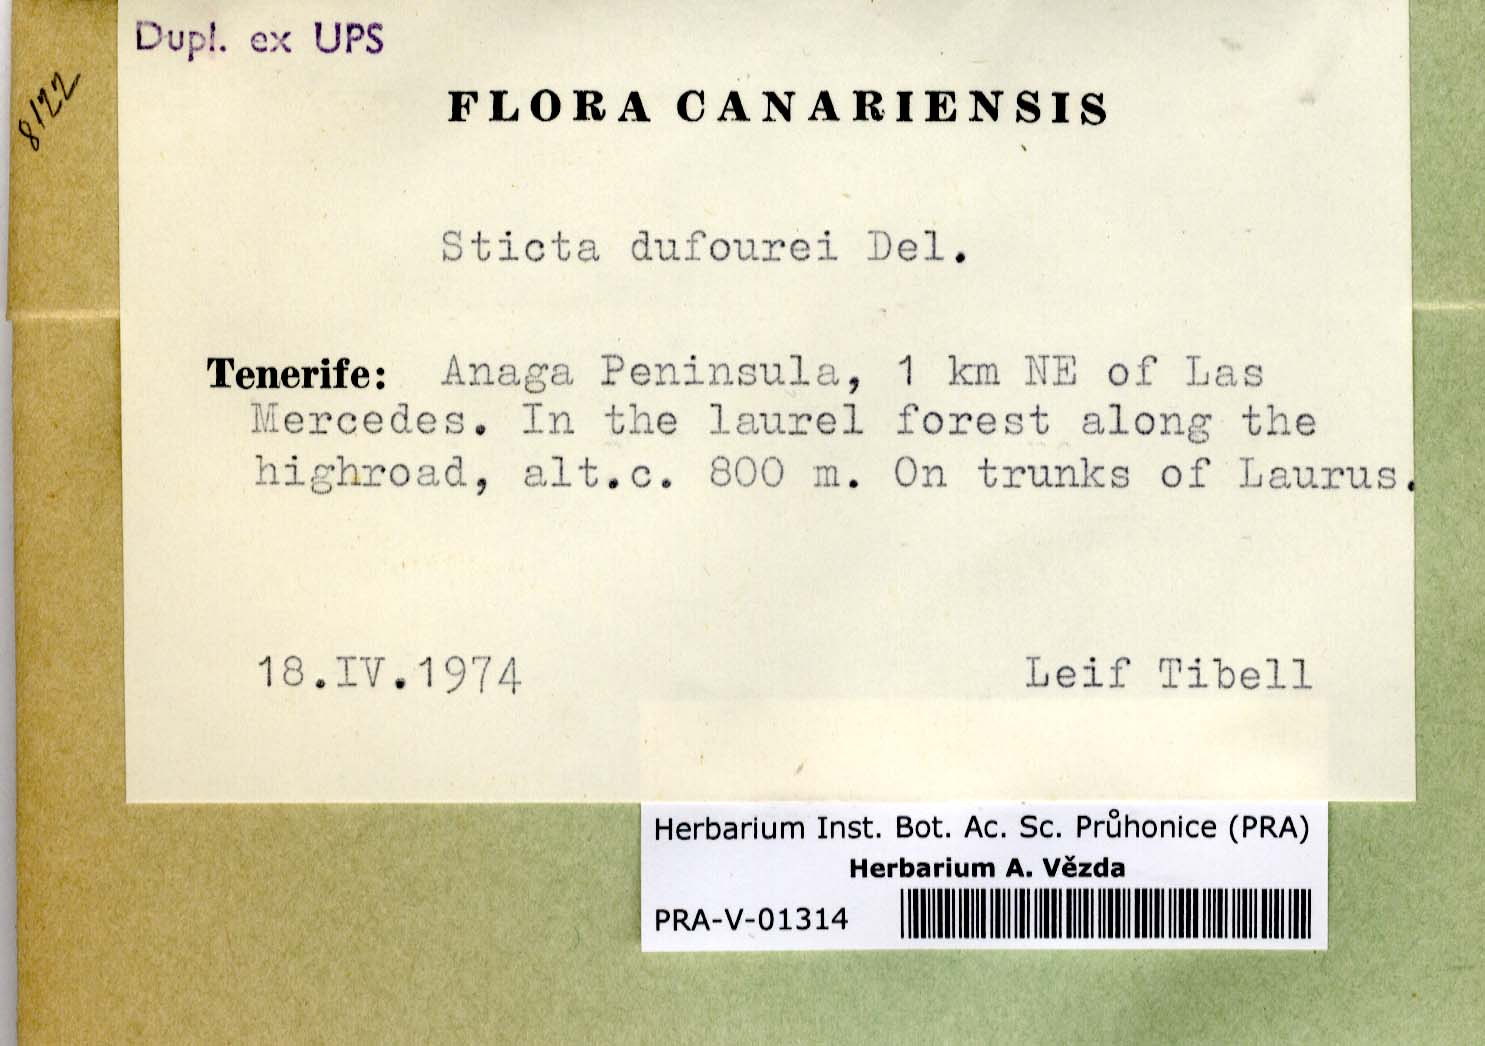 Dupl. ex UPS
8122
FLORA CANARIENSIS
Sticta dufourei Del.
Tenerife: Anaga Peninsula, 1 km NE of Las
Mercedes. In the laurel forest along the
highroad, alt.c. 800 m. On trunks of Laurus.
18.IV.1974 Leif Tibell
Herbarium Inst. Bot. Ac. Sc. Průhonice (PRA)
Herbarium A. Vězda
PRA-V-01314